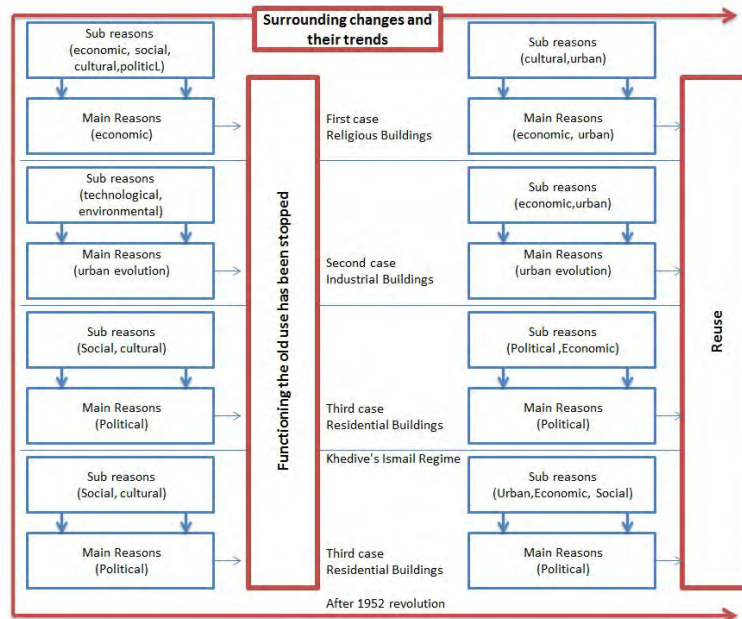 Surrounding changes and
their trends
Sub reasons
(economic, social,
cultural,politicL)
Main Reasons
(economic)
Sub reasons
(technological,
environmental)
Main Reasons
(urban evolution)
Sub reasons
(Social, cultural)
Main Reasons
(Political)
Sub reasons
(Social, cultural)
Main Reasons
(Political)
Functioning the old use has been stopped
First case
Religious Buildings
Second case
Industrial Buildings
Third case
Residential Buildings
Khedive's Ismail Regime
Third case
Residential Buildings
After 1952 revolution
Sub reasons
(cultural,urban)
Main Reasons
(economic, urban)
Sub reasons
(economic,urban)
Main Reasons
(urban evolution)
Sub reasons
(Political ,Economic)
Main Reasons
(Political)
Sub reasons
(Urban,Economic, Social)
Main Reasons
(Political)
Reuse